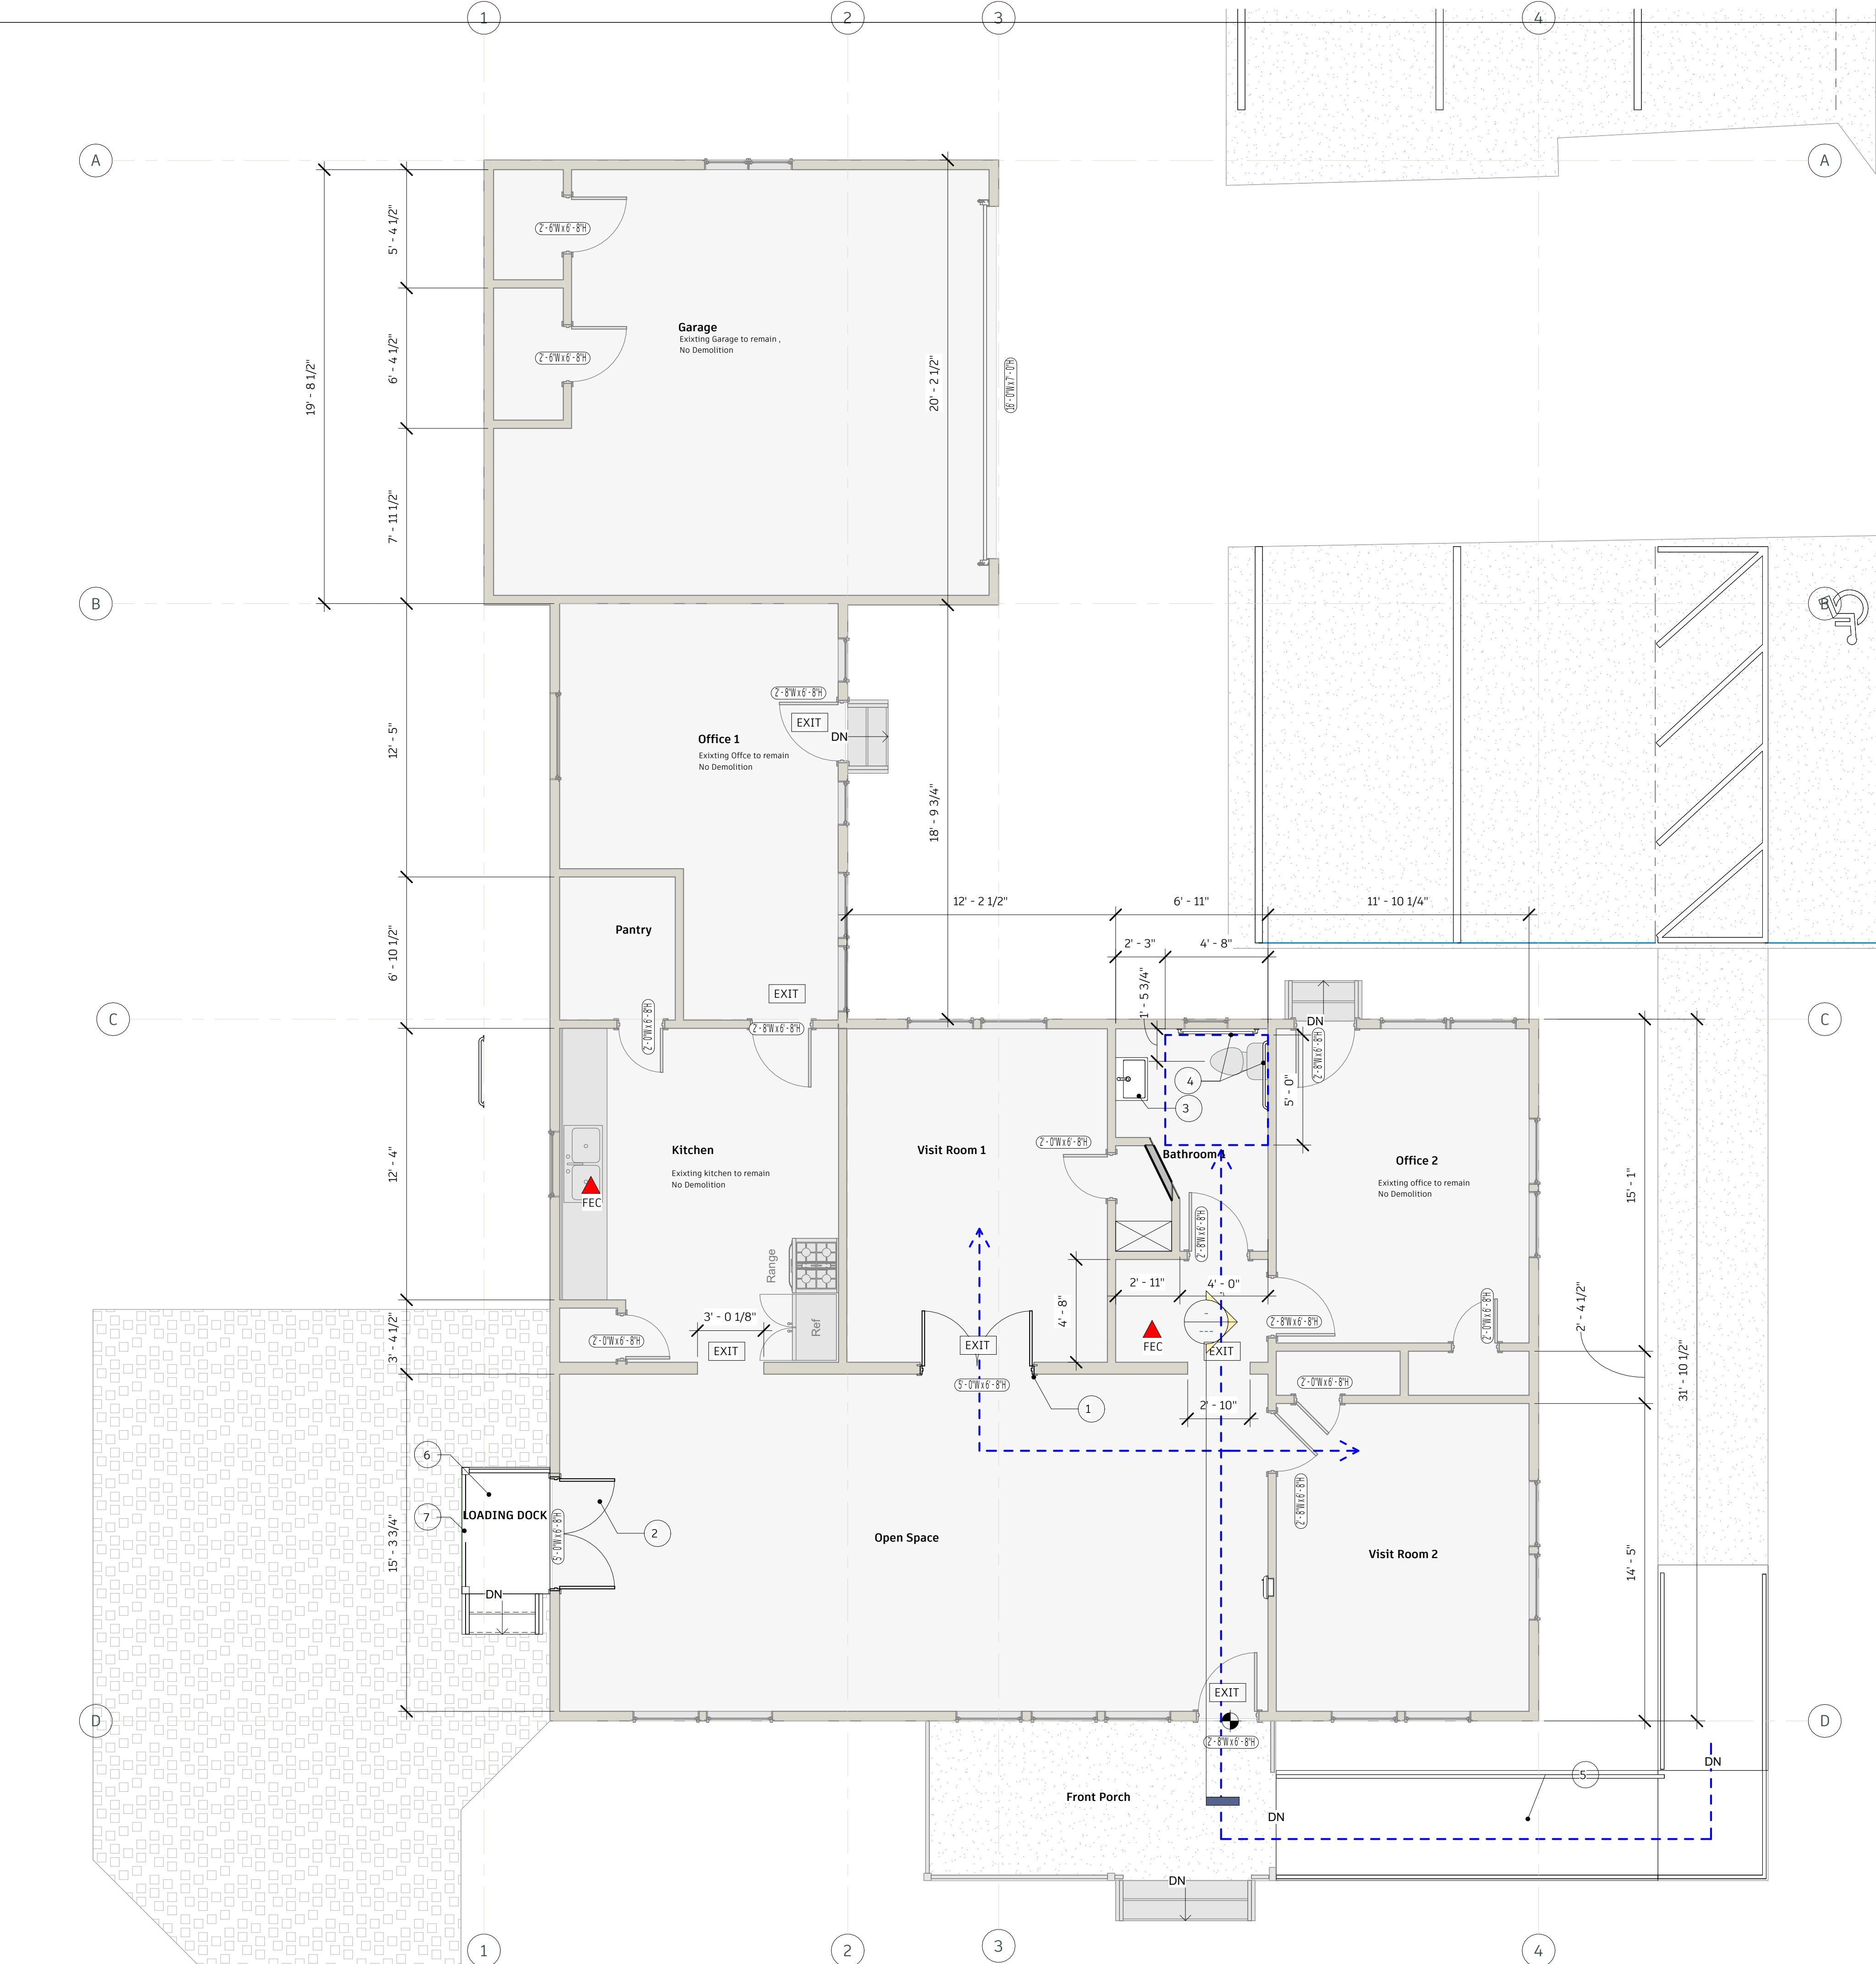 1
2
3
4
A
A
5' - 4 1/2"
2' - 6"W x 6' - 8"H
Garage
Exixting Garage to remain ,
No Demolition
6' - 4 1/2"
2' - 6"W x 6' - 8"H
19' - 8 1/2"
20' - 2 1/2"
16' - 0"W x 7' - 0"H
7' - 11 1/2"
B
B
2' - 8"W x 6' - 8"H
EXIT
DN
Office 1
Exixting Offce to remain
No Demolition
12' - 5"
18' - 9 3/4"
12' - 2 1/2"
6' - 11"
11' - 10 1/4"
Pantry
6' - 10 1/2"
2' - 3"
4' - 8"
1' - 5 3/4"
EXIT
C
C
2' - 0"W x 6' - 8"H
2' - 8"W x 6' - 8"H
DN
2' - 8"W x 6' - 8"H
4
3
5' - 0"
Kitchen
Exixting kitchen to remain
No Demolition
Visit Room 1
2' - 0"W x 6' - 8"H
Bathroom 1
Office 2
Exixting office to remain
No Demolition
12' - 4"
15' - 1"
FEC
2' - 8"W x 6' - 8"H
Range
2' - 11"
4' - 0"
3' - 0 1/8"
4' - 8"
2' - 8"W x 6' - 8"H
2' - 0"W x 6' - 8"H
2' - 4 1/2"
3' - 4 1/2"
2' - 0"W x 6' - 8"H
EXIT
Ref
EXIT
FEC
EXIT
31' - 10 1/2"
5' - 0"W x 6' - 8"H
2' - 0"W x 6' - 8"H
1
2' - 10"
6
7
LOADING DOCK
5' - 0"W x 6' - 8"H
2
2' - 8"W x 6' - 8"H
15' - 3 3/4"
Open Space
Visit Room 2
14' - 5"
DN
EXIT
D
D
2' - 8"W x 6' - 8"H
DN
5
Front Porch
DN
DN
1
2
3
4